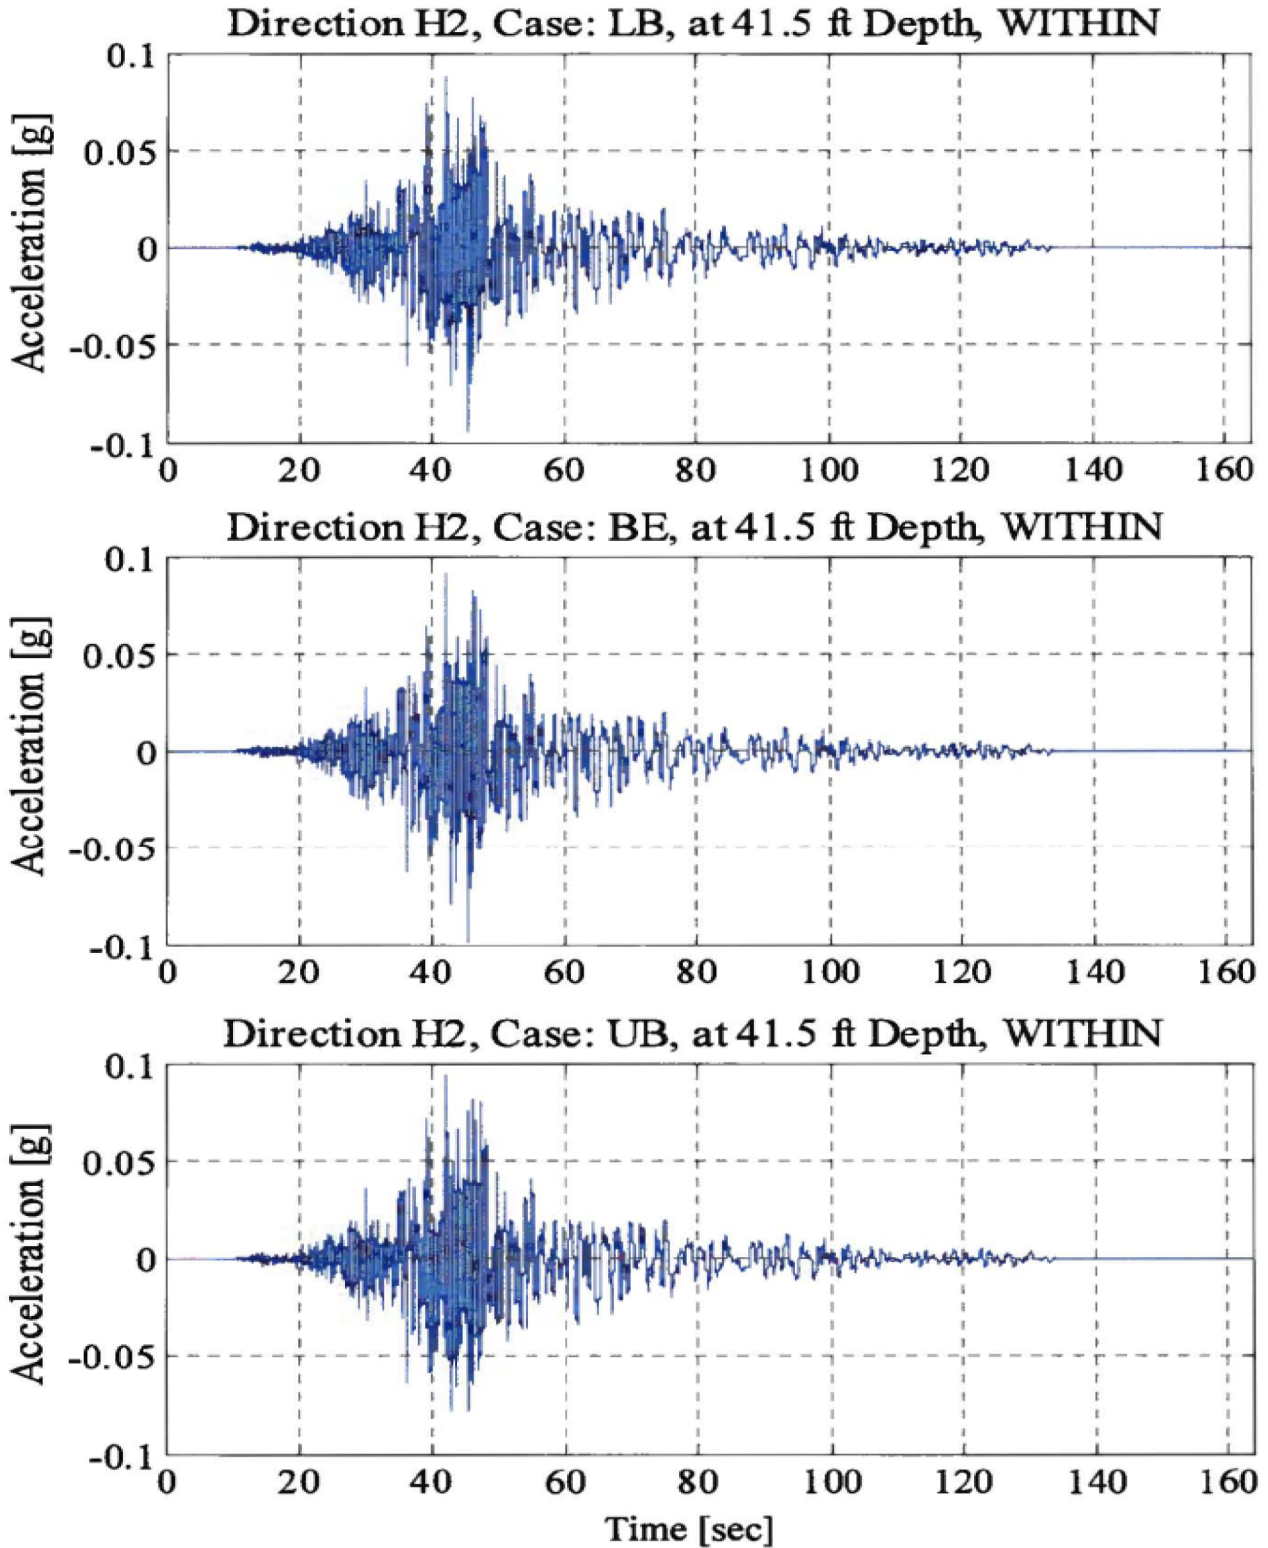 Direction H2, Case: LB, at 41.5 ft Depth, WITHIN
Acceleration [g]
0.1
0.05
0
-0.05
-0.1
0 20 40 60 80 100 120 140 160
Direction H2, Case: BE, at 41.5 ft Depth, WITHIN
Acceleration [g]
0.1
0.05
0
-0.05
-0.1
0 20 40 60 80 100 120 140 160
Direction H2, Case: UB, at 41.5 ft Depth, WITHIN
Acceleration [g]
0.1
0.05
0
-0.05
-0.1
0 20 40 60 80 100 120 140 160
Time [sec]